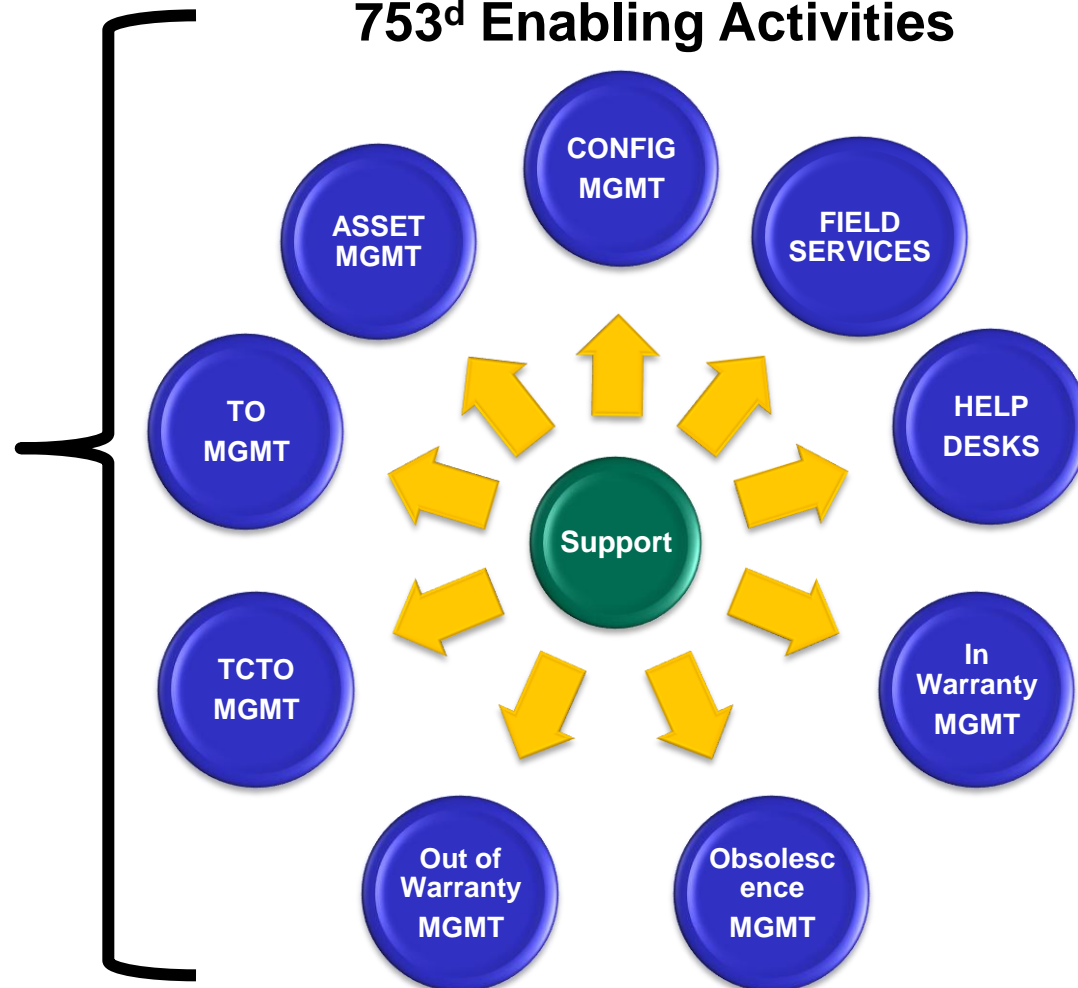 753d Enabling Activities
CONFIG
MGMT
FIELD
SERVICES
HELP
DESKS
In
Warranty
MGMT
Obsolesc
ence
MGMT
Out of
Warranty
MGMT
TCTO
MGMT
TO
MGMT
ASSET
MGMT
Support